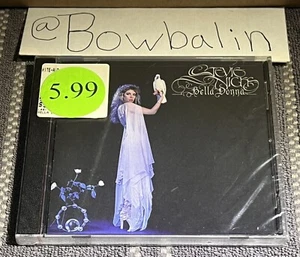 @Bowbalin
5.99
STEVIE
NICKS
Bella Donna